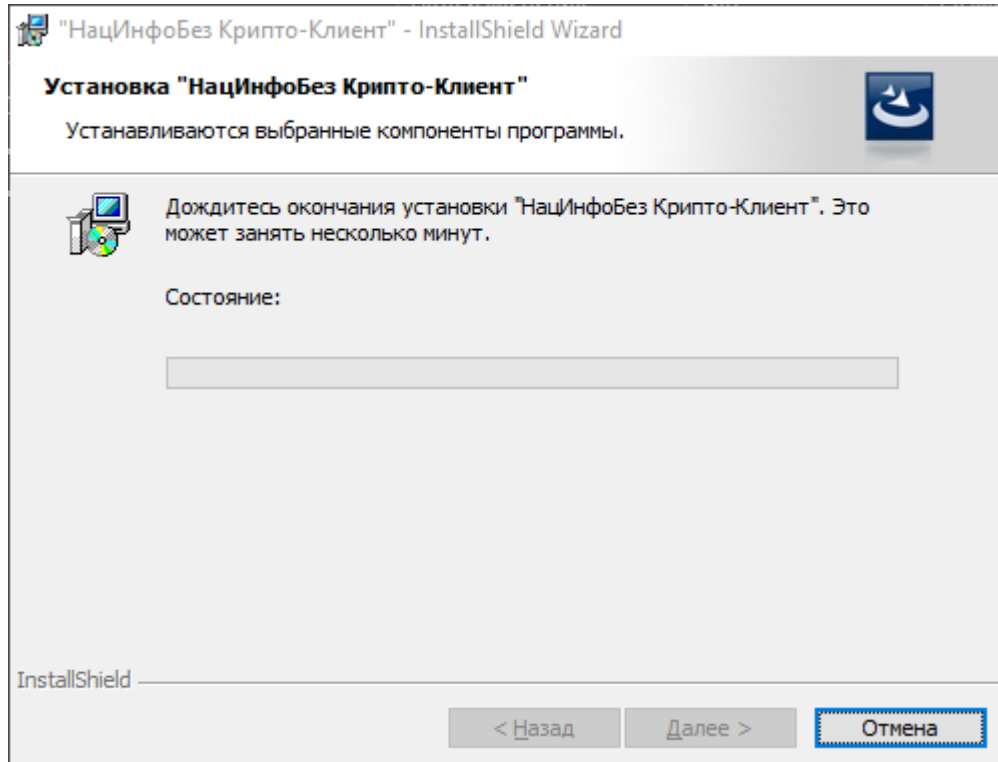 "НацИнфоБез Крипто-Клиент" - InstallShield Wizard
Установка "НацИнфоБез Крипто-Клиент"
Устанавливаются выбранные компоненты программы.
Дождитесь окончания установки "НацИнфоБез Крипто-Клиент". Это
может занять несколько минут.
Состояние:
InstallShield
< Назад
Далее >
Отмена